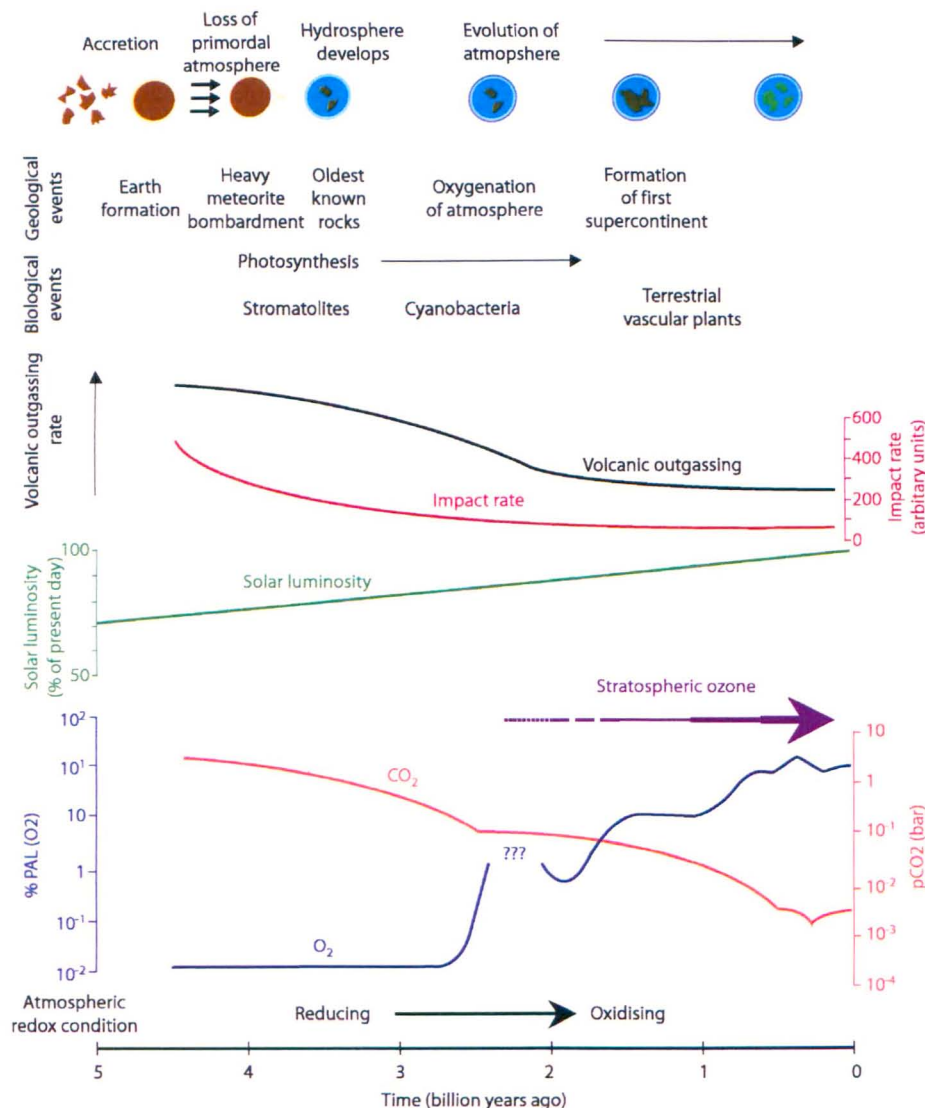 Accretion
Loss of
primordal
atmosphere
Hydrosphere
develops
Evolution of
atmopshere
Geological
events
Earth
formation
Heavy
meteorite
bombardment
Oldest
known
rocks
Oxygenation
of atmosphere
Formation
of first
supercontinent
Biological
events
Photosynthesis
Stromatolites
Cyanobacteria
Terrestrial
vascular plants
Volcanic outgassing
rate
Volcanic outgassing
Impact rate
600
400
200
0
Impact rate
(arbitary units)
Solar luminosity
(% of present day)
100
50
Solar luminosity
Stratospheric ozone
% PAL (O2)
10²
10¹
10
1
10⁻¹
10⁻²
CO₂
???
O₂
10
1
10⁻¹
10⁻²
10⁻³
10⁻⁴
pCO2 (bar)
Atmospheric
redox condition
Reducing
Oxidising
5
4
3
2
1
0
Time (billion years ago)